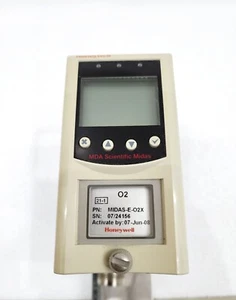 MDA Scientific Midas
O2
21-1
PN: MIDAS-E-O2X
SN: 07/24156
Activate by: 07-Jun-08
Honeywell